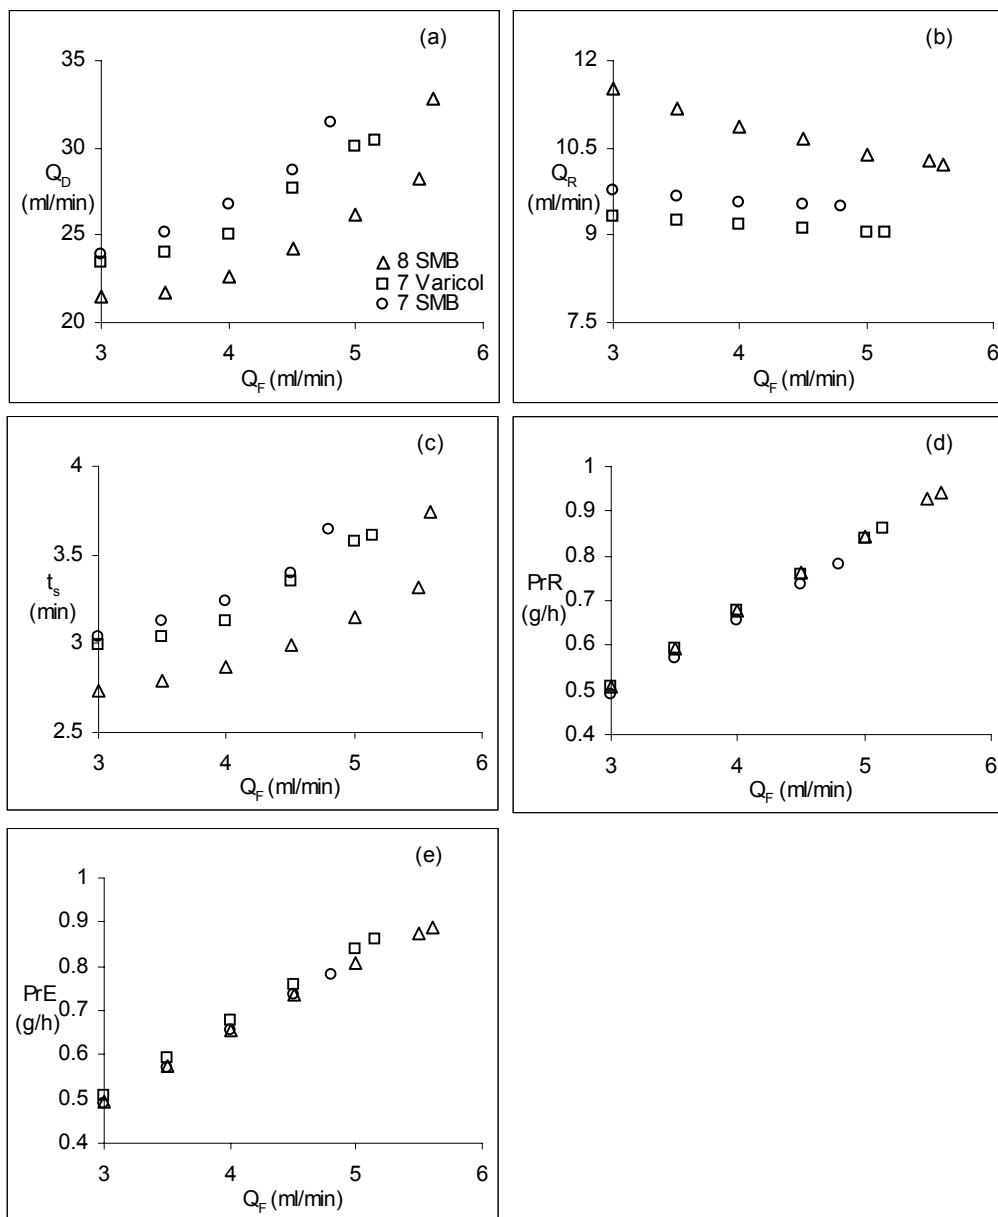 (a)
35
30
25
20
Q_D
(ml/min)
8 SMB
7 Varicol
7 SMB
3 4 5 6
Q_F (ml/min)
(b)
12
10.5
9
7.5
Q_R
(ml/min)
3 4 5 6
Q_F (ml/min)
(c)
4
3.5
3
2.5
t_s
(min)
3 4 5 6
Q_F (ml/min)
(d)
1
0.9
0.8
0.7
0.6
0.5
0.4
PrR
(g/h)
3 4 5 6
Q_F (ml/min)
(e)
1
0.9
0.8
0.7
0.6
0.5
0.4
PrE
(g/h)
3 4 5 6
Q_F (ml/min)